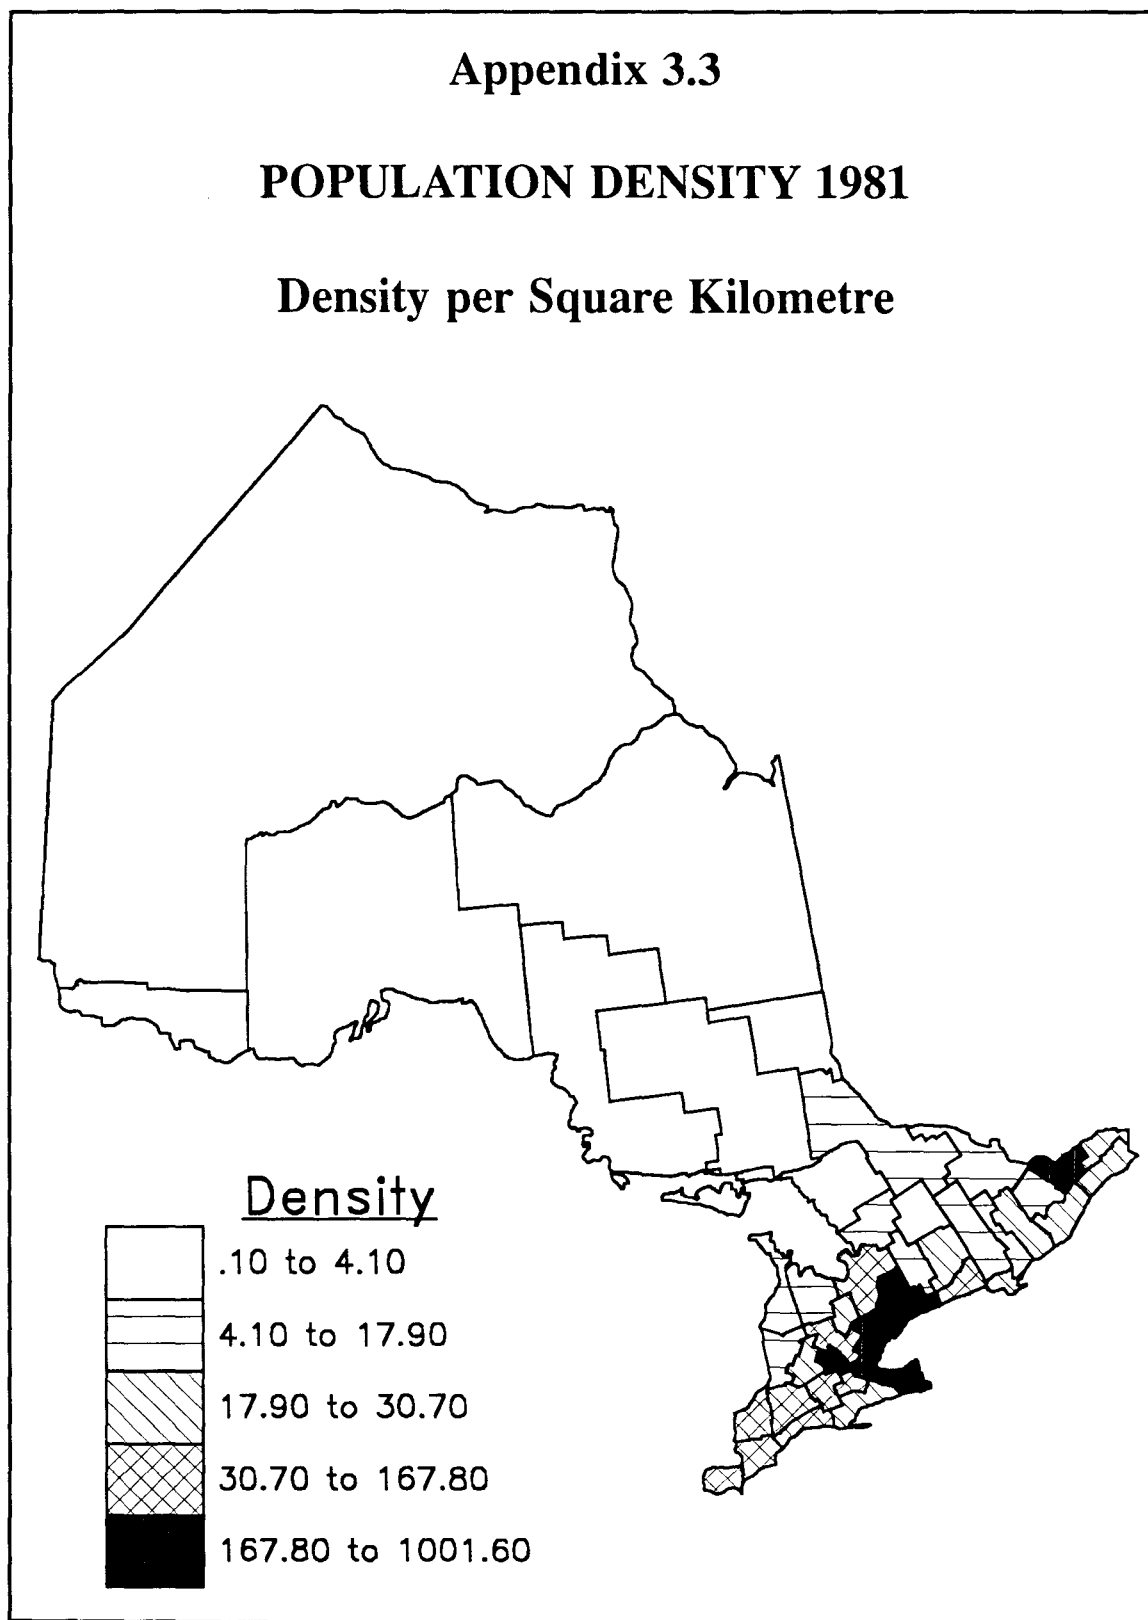 Appendix 3.3
POPULATION DENSITY 1981
Density per Square Kilometre
Density
.10 to 4.10
4.10 to 17.90
17.90 to 30.70
30.70 to 167.80
167.80 to 1001.60